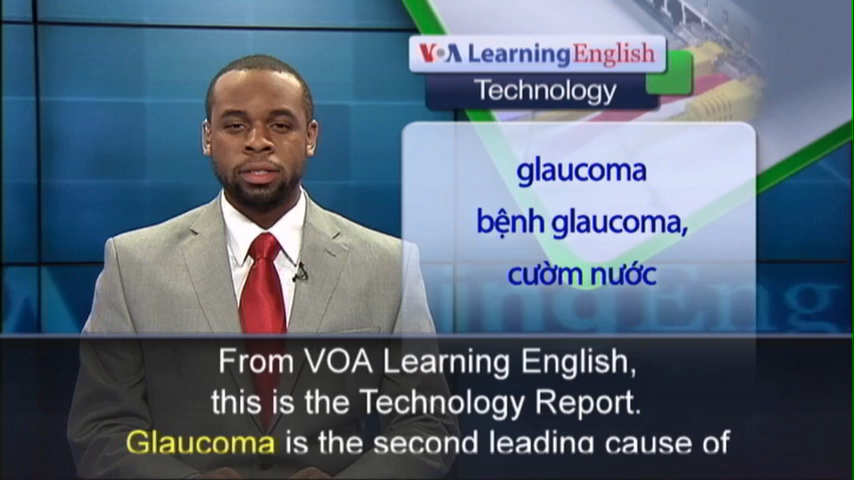 VOA Learning English
Technology
glaucoma
bệnh glaucoma,
cườm nước
From VOA Learning English,
this is the Technology Report.
Glaucoma is the second leading cause of